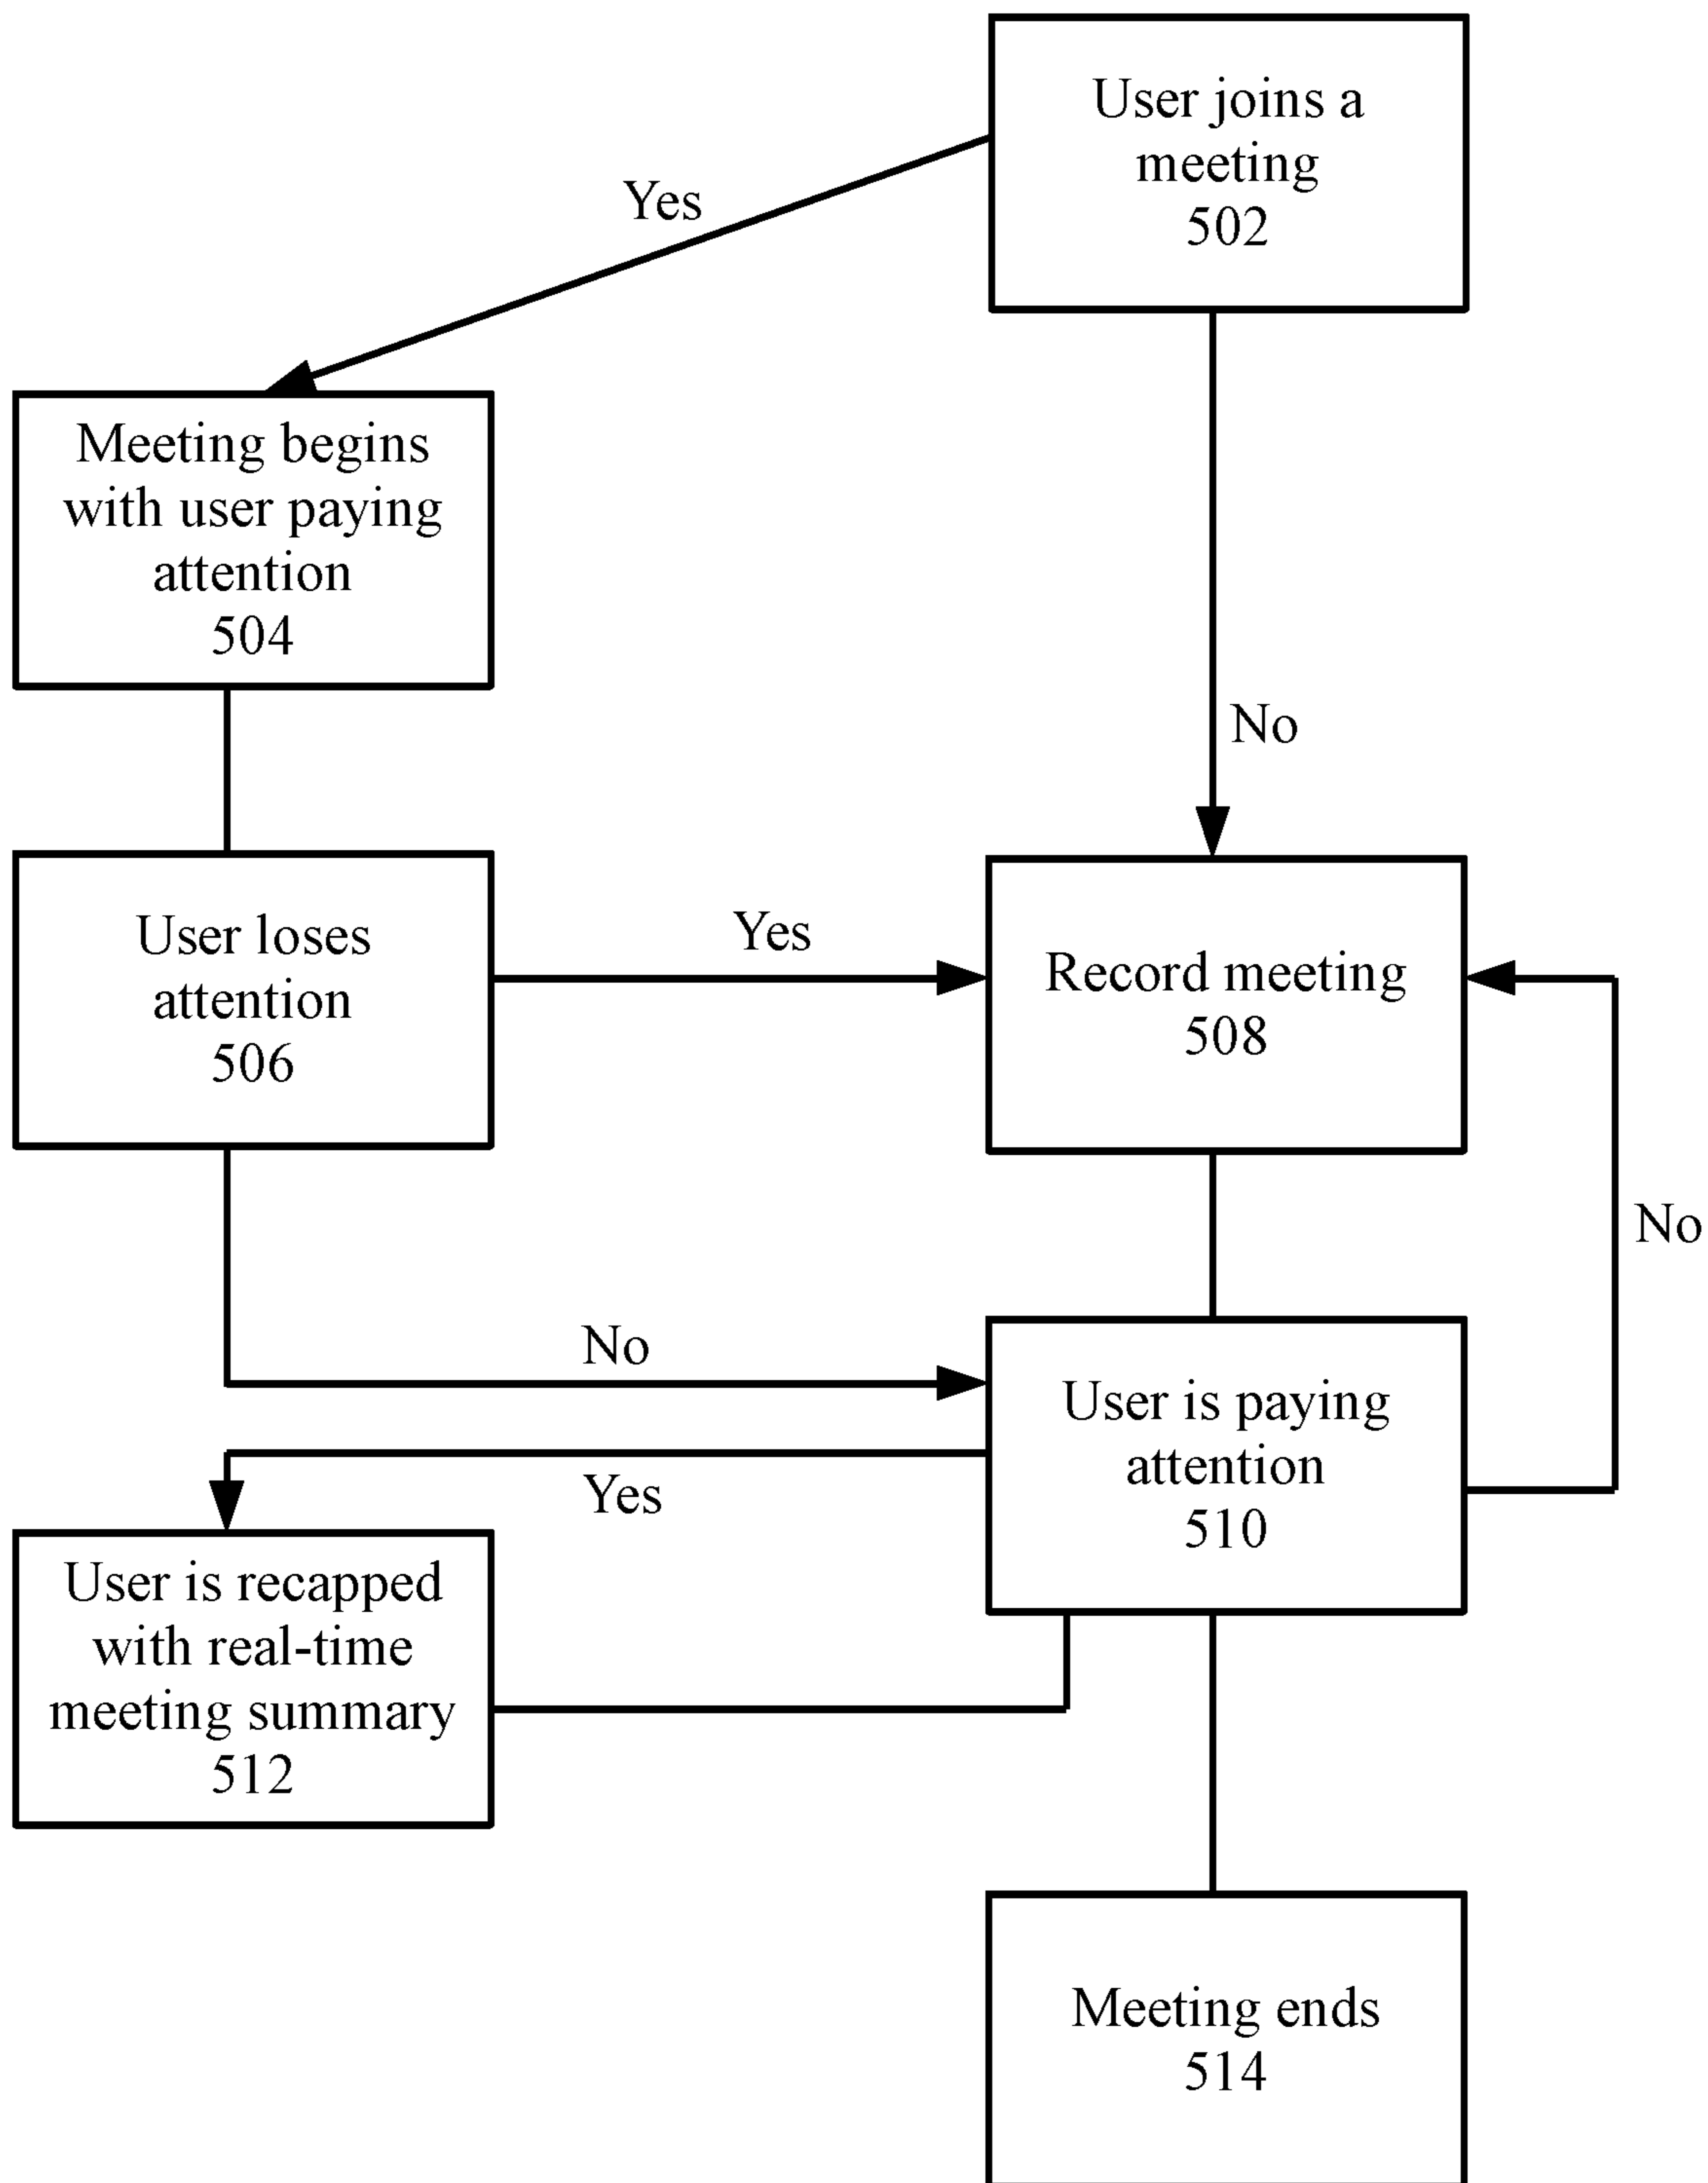 User joins a
meeting
502
Yes
Meeting begins
with user paying
attention
504
No
User loses
attention
506
Yes
Record meeting
508
No
No
User is paying
attention
510
Yes
User is recapped
with real-time
meeting summary
512
Meeting ends
514